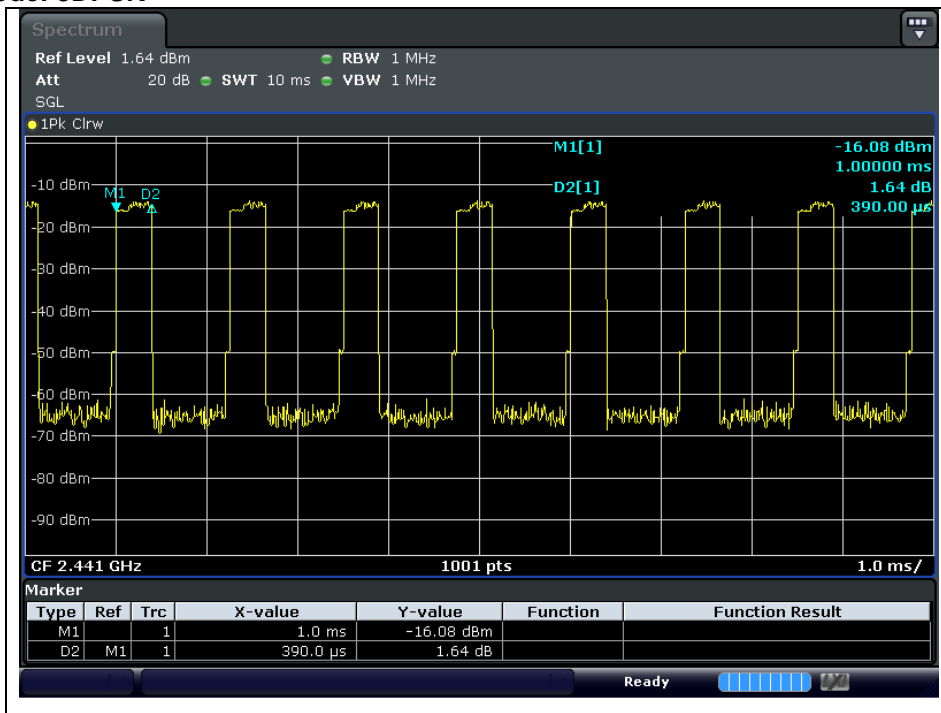 Spectrum
Ref Level 1.64 dBm RBW 1 MHz
Att 20 dB SWT 10 ms VBW 1 MHz
SGL
1Pk Clrw
M1[1] -16.08 dBm
1.00000 ms
D2[1] 1.64 dB
390.00 µs
M1 D2
-10 dBm
-20 dBm
-30 dBm
-40 dBm
-50 dBm
-60 dBm
-70 dBm
-80 dBm
-90 dBm
CF 2.441 GHz 1001 pts 1.0 ms/
Marker
Type Ref Trc X-value Y-value Function Function Result
M1 1 1.0 ms -16.08 dBm
D2 M1 1 390.0 µs 1.64 dB
Ready